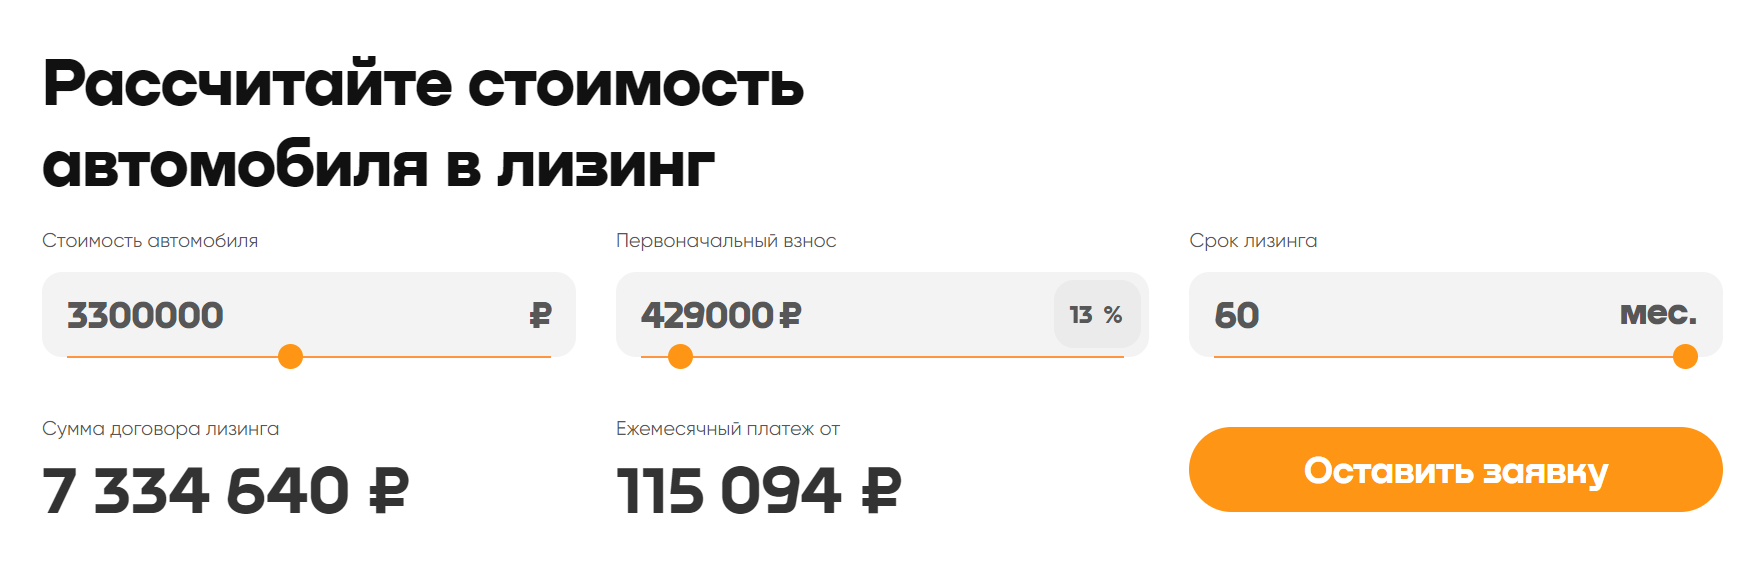 Рассчитайте стоимость
автомобиля в лизинг
Стоимость автомобиля
3300000 ₽
Первоначальный взнос
429000 ₽ 13 %
Срок лизинга
60 мес.
Сумма договора лизинга
7 334 640 ₽
Ежемесячный платеж от
115 094 ₽
Оставить заявку